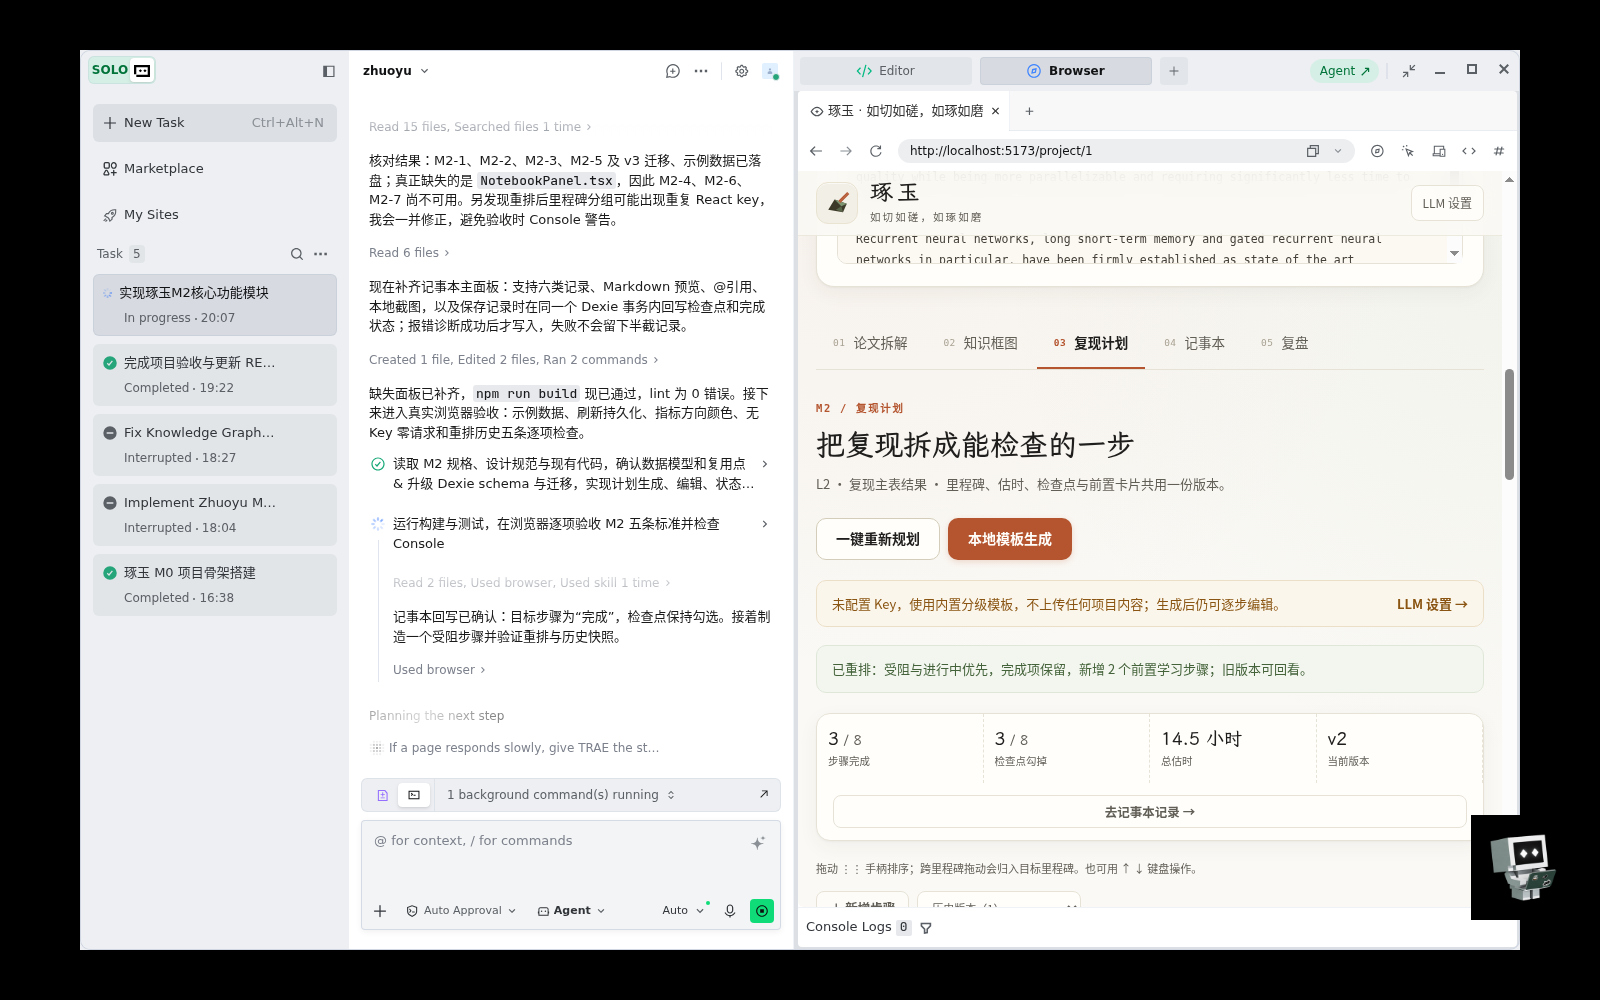 SOLO
New Task Ctrl+Alt+N
Marketplace
My Sites
Task 5
实现琢玉M2核心功能模块
In progress · 20:07
完成项目验收与更新 RE...
Completed · 19:22
Fix Knowledge Graph...
Interrupted · 18:27
Implement Zhuoyu M...
Interrupted · 18:04
琢玉 M0 项目骨架搭建
Completed · 16:38
zhuoyu
Read 15 files, Searched files 1 time
核对结果：M2-1、M2-2、M2-3、M2-5 及 v3 迁移、示例数据已落
盘；真正缺失的是 NotebookPanel.tsx，因此 M2-4、M2-6、
M2-7 尚不可用。另发现重排后里程碑分组可能出现重复 React key，
我会一并修正，避免验收时 Console 警告。
Read 6 files
现在补齐记事本主面板：支持六类记录、Markdown 预览、@引用、
本地截图，以及保存记录时在同一个 Dexie 事务内回写检查点和完成
状态；报错诊断成功后才写入，失败不会留下半截记录。
Created 1 file, Edited 2 files, Ran 2 commands
缺失面板已补齐，npm run build 现已通过，lint 为 0 错误。接下
来进入真实浏览器验收：示例数据、刷新持久化、指标方向颜色、无
Key 零请求和重排历史五条逐项检查。
读取 M2 规格、设计规范与现有代码，确认数据模型和复用点
& 升级 Dexie schema 与迁移，实现计划生成、编辑、状态...
运行构建与测试，在浏览器逐项验收 M2 五条标准并检查
Console
Read 2 files, Used browser, Used skill 1 time
记事本回写已确认：目标步骤为“完成”，检查点保持勾选。接着制
造一个受阻步骤并验证重排与历史快照。
Used browser
Planning the next step
If a page responds slowly, give TRAE the st...
1 background command(s) running
@ for context, / for commands
Auto Approval
Agent
Auto
Editor
Browser
Agent
琢玉 · 如切如磋，如琢如磨
http://localhost:5173/project/1
quality while being more parallelizable and requiring significantly less time to
琢玉
如切如磋，如琢如磨
LLM 设置
Recurrent neural networks, long short-term memory and gated recurrent neural
networks in particular, have been firmly established as state of the art
01 论文拆解
02 知识框图
03 复现计划
04 记事本
05 复盘
M2 / 复现计划
把复现拆成能检查的一步
L2 · 复现主表结果 · 里程碑、估时、检查点与前置卡片共用一份版本。
一键重新规划
本地模板生成
未配置 Key，使用内置分级模板，不上传任何项目内容；生成后仍可逐步编辑。
LLM 设置 →
已重排：受阻与进行中优先，完成项保留，新增 2 个前置学习步骤；旧版本可回看。
3 / 8
步骤完成
3 / 8
检查点勾掉
14.5 小时
总估时
v2
当前版本
去记事本记录 →
拖动 ⋮⋮ 手柄排序；跨里程碑拖动会归入目标里程碑。也可用 ↑ ↓ 键盘操作。
+ 新增步骤
历史版本 (1)
Console Logs 0